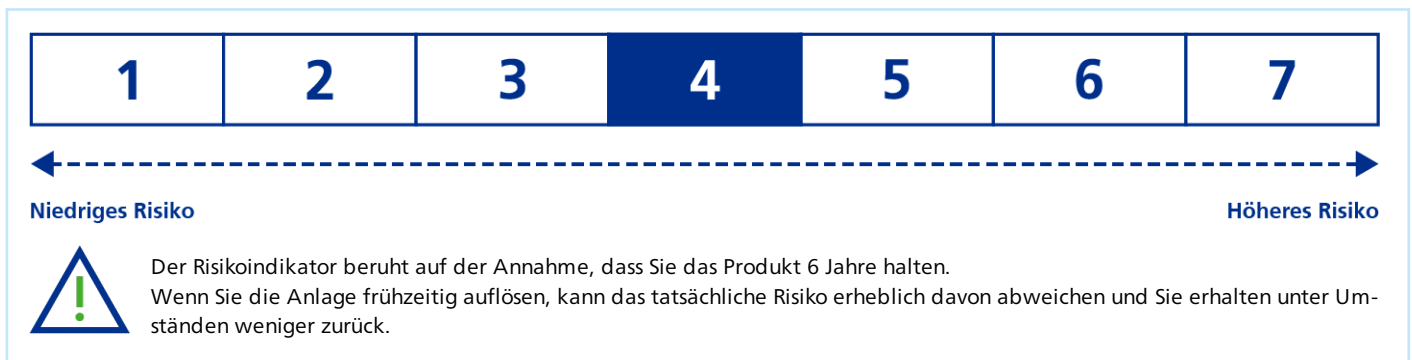 1 2 3 4 5 6 7
Niedriges Risiko Höheres Risiko
Der Risikoindikator beruht auf der Annahme, dass Sie das Produkt 6 Jahre halten.
Wenn Sie die Anlage frühzeitig auflösen, kann das tatsächliche Risiko erheblich davon abweichen und Sie erhalten unter Um-
ständen weniger zurück.